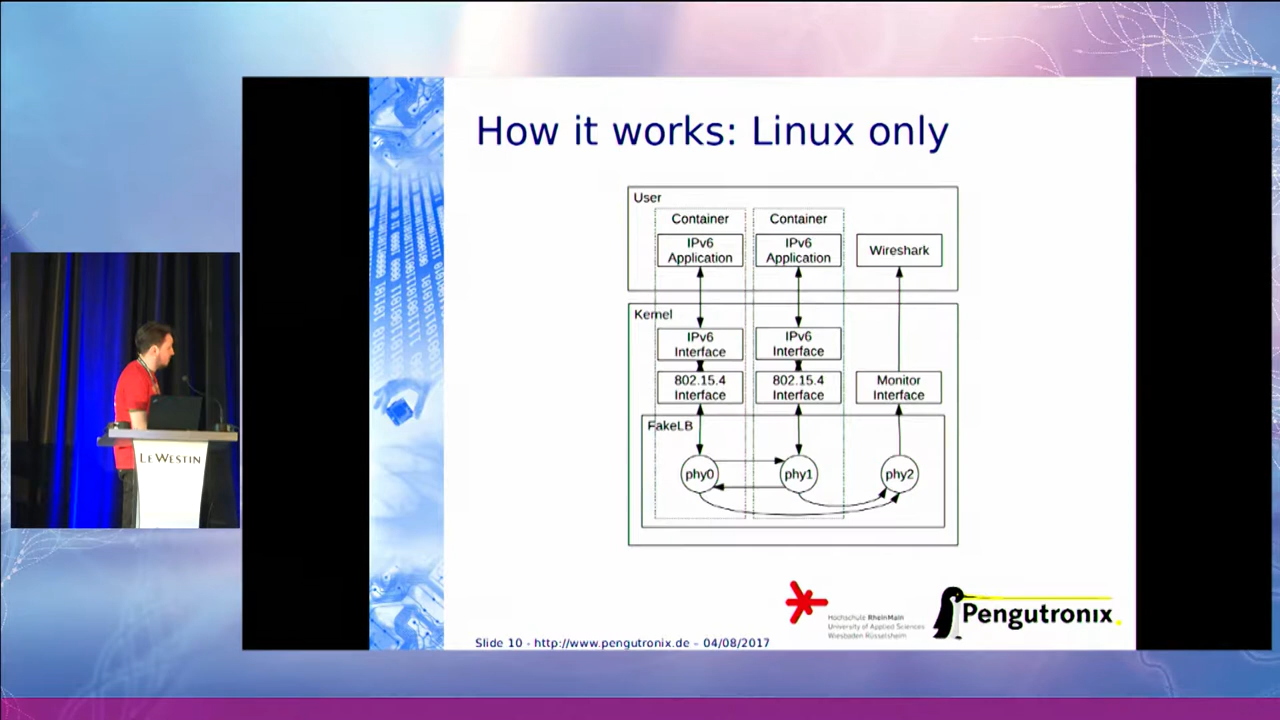 How it works: Linux only
User
Container
Container
IPv6
Application
IPv6
Application
Wireshark
Kernel
IPv6
Interface
IPv6
Interface
802.15.4
Interface
802.15.4
Interface
Monitor
Interface
FakeLB
phy0
phy1
phy2
Hochschule RheinMain
University of Applied Sciences
Wiesbaden Rüsselsheim
Pengutronix
Slide 10 - http://www.pengutronix.de – 04/08/2017
LE WESTIN